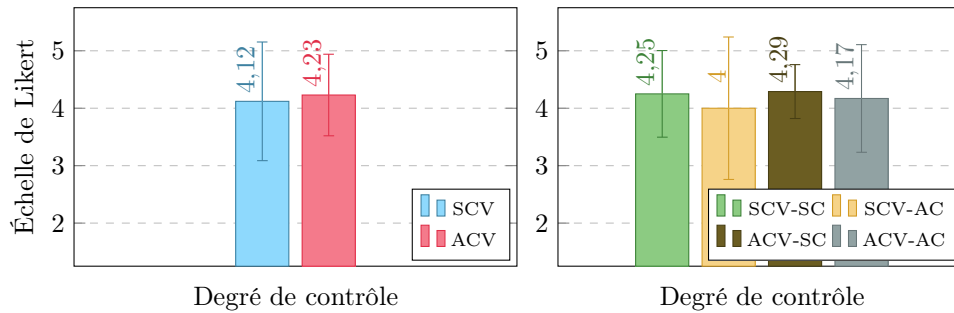 Échelle de Likert
5
4
3
2
4,12
4,23
SCV
ACV
Degré de contrôle
5
4
3
2
4,25
4
4,29
4,17
SCV-SC SCV-AC
ACV-SC ACV-AC
Degré de contrôle